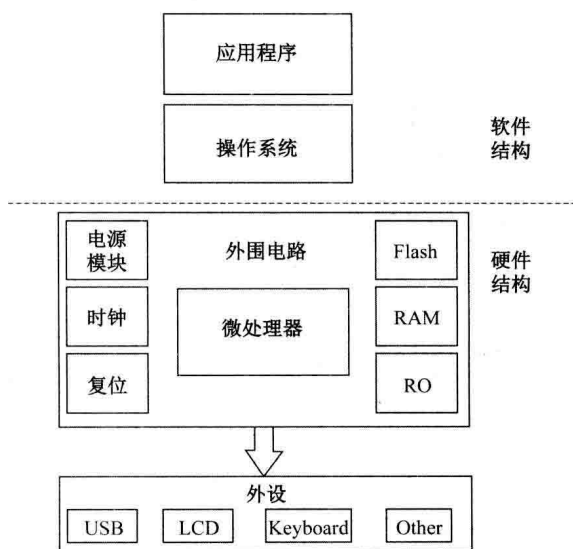 应用程序
操作系统
软件
结构
电源
模块
外围电路
Flash
硬件
结构
时钟
微处理器
RAM
复位
RO
外设
USB
LCD
Keyboard
Other